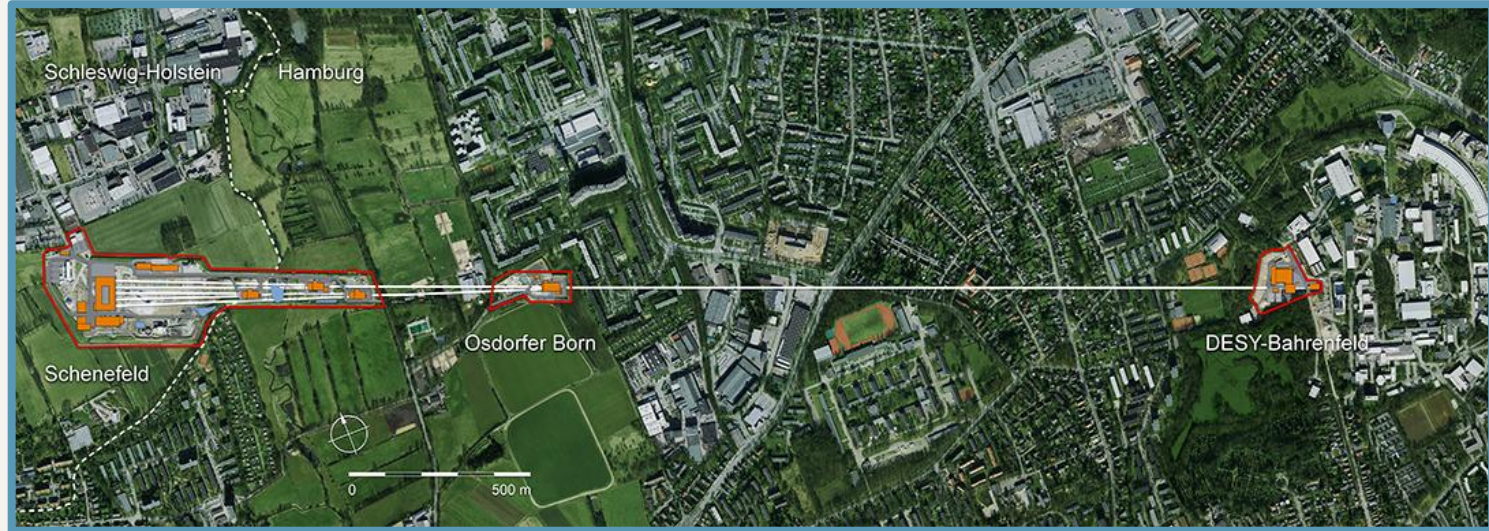 Schleswig-Holstein
Hamburg
Osdorfer Born
DESY-Bahrenfeld
Schenefeld
0
500 m